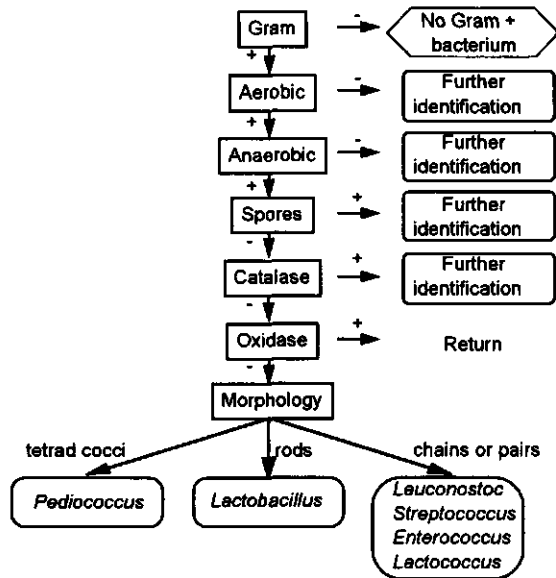 Gram
-
No Gram +
bacterium
+
Aerobic
-
Further
identification
+
Anaerobic
-
Further
identification
+
Spores
+
Further
identification
-
Catalase
+
Further
identification
-
Oxidase
+
Return
-
Morphology
tetrad cocci
rods
chains or pairs
Pediococcus
Lactobacillus
Leuconostoc
Streptococcus
Enterococcus
Lactococcus